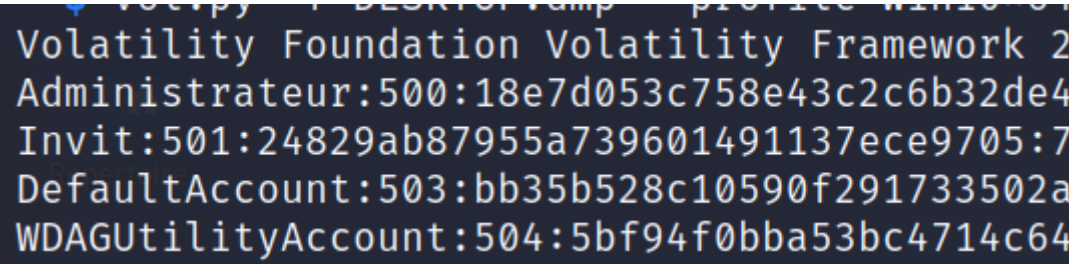 Volatility Foundation Volatility Framework 2
Administrateur:500:18e7d053c758e43c2c6b32de4
Invit:501:24829ab87955a739601491137ece9705:7
DefaultAccount:503:bb35b528c10590f291733502a
WDAGUtilityAccount:504:5bf94f0bba53bc4714c64